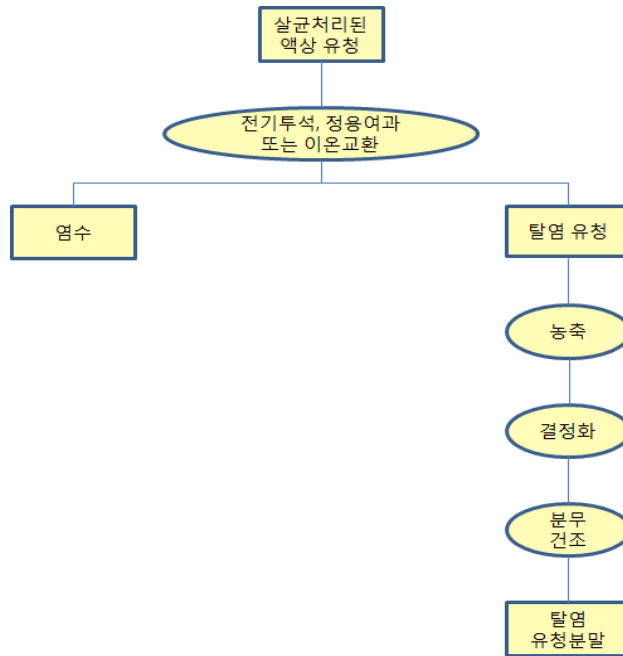 살균처리된
액상 유청
전기투석, 정용여과
또는 이온교환
염수
탈염 유청
농축
결정화
분무
건조
탈염
유청분말